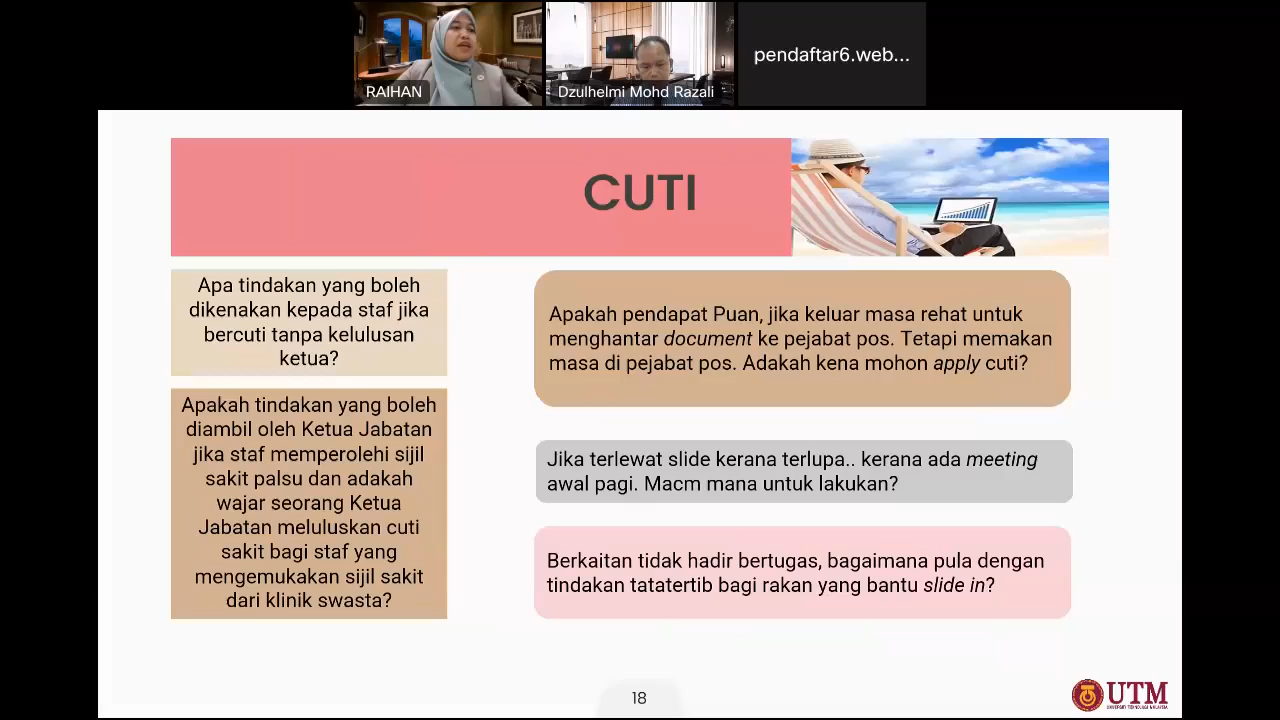 RAIHAN
Dzulhelmi Mohd Razali
pendaftar6.web...
CUTI
Apa tindakan yang boleh
dikenakan kepada staf jika
bercuti tanpa kelulusan
ketua?
Apakah tindakan yang boleh
diambil oleh Ketua Jabatan
jika staf memperolehi sijil
sakit palsu dan adakah
wajar seorang Ketua
Jabatan meluluskan cuti
sakit bagi staf yang
mengemukakan sijil sakit
dari klinik swasta?
Apakah pendapat Puan, jika keluar masa rehat untuk
menghantar document ke pejabat pos. Tetapi memakan
masa di pejabat pos. Adakah kena mohon apply cuti?
Jika terlewat slide kerana terlupa.. kerana ada meeting
awal pagi. Macm mana untuk lakukan?
Berkaitan tidak hadir bertugas, bagaimana pula dengan
tindakan tatatertib bagi rakan yang bantu slide in?
18
UTM
UNIVERSITI TEKNOLOGI MALAYSIA